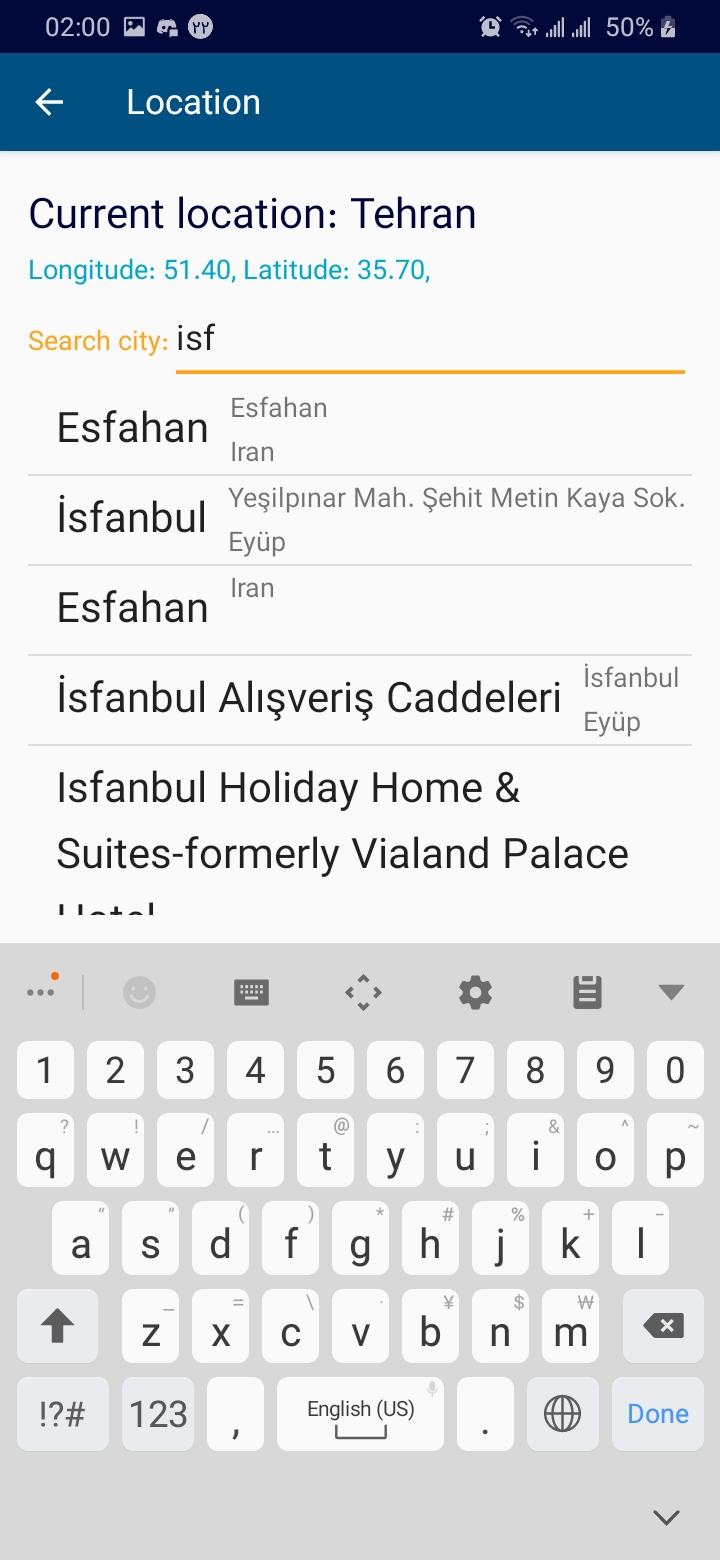 02:00 ۲۲ 50%
Location
Current location: Tehran
Longitude: 51.40, Latitude: 35.70,
Search city: isf
Esfahan Esfahan
Iran
İsfanbul Yeşilpınar Mah. Şehit Metin Kaya Sok.
Eyüp
Esfahan Iran
İsfanbul Alışveriş Caddeleri İsfanbul
Eyüp
Isfanbul Holiday Home &
Suites-formerly Vialand Palace
Hotel
1 2 3 4 5 6 7 8 9 0
? ! / … @ : ; & ^ ~
q w e r t y u i o p
“ ” ( ) * # % + -
a s d f g h j k l
_ = \ · ¥ $ ₩
z x c v b n m
!?# 123 , English (US) . Done